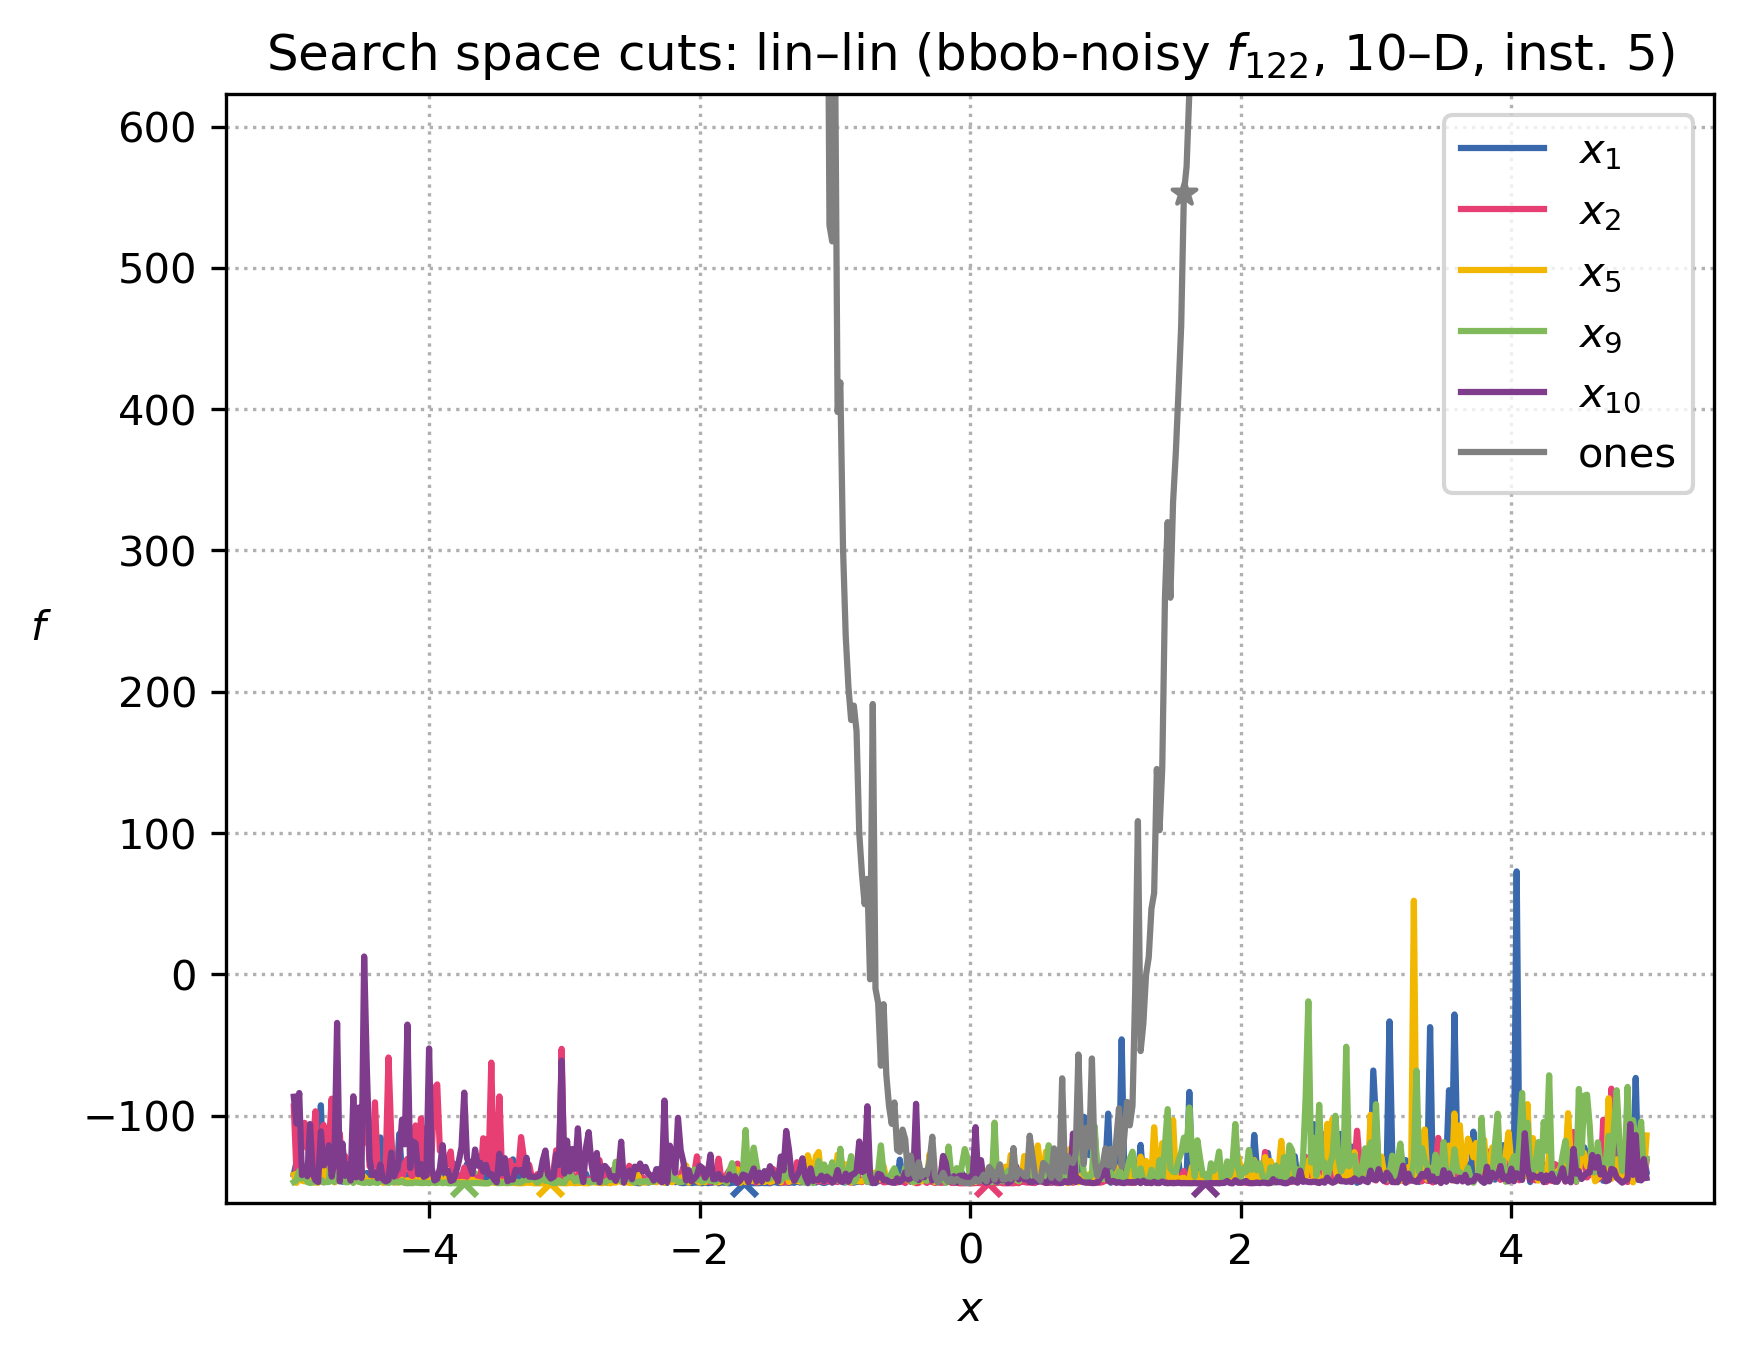 Search space cuts: lin–lin (bbob-noisy f₁₂₂, 10–D, inst. 5)
600
500
400
300
200
100
0
−100
f
x₁
x₂
x₅
x₉
x₁₀
ones
−4 −2 0 2 4
x